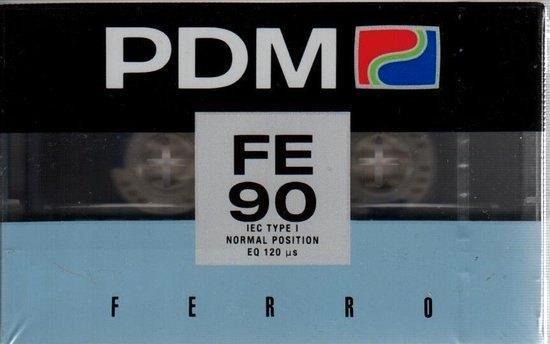 PDM
FE
90
IEC TYPE I
NORMAL POSITION
EQ 120 µs
FERRO